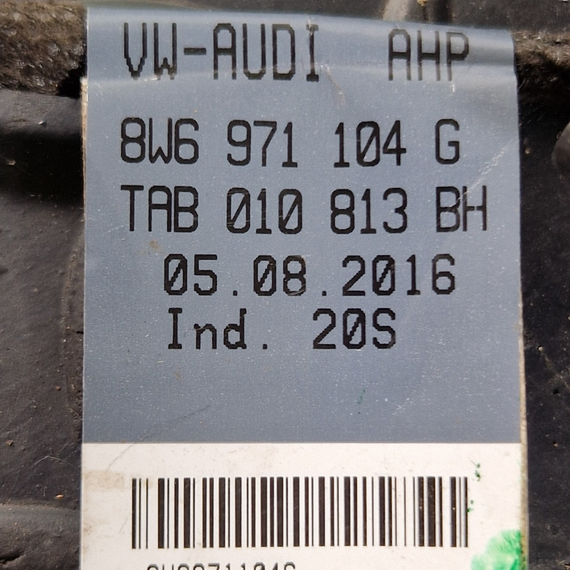 VW-AUDI AHP
8W6 971 104 G
TAB 010 813 BH
05.08.2016
Ind. 20S